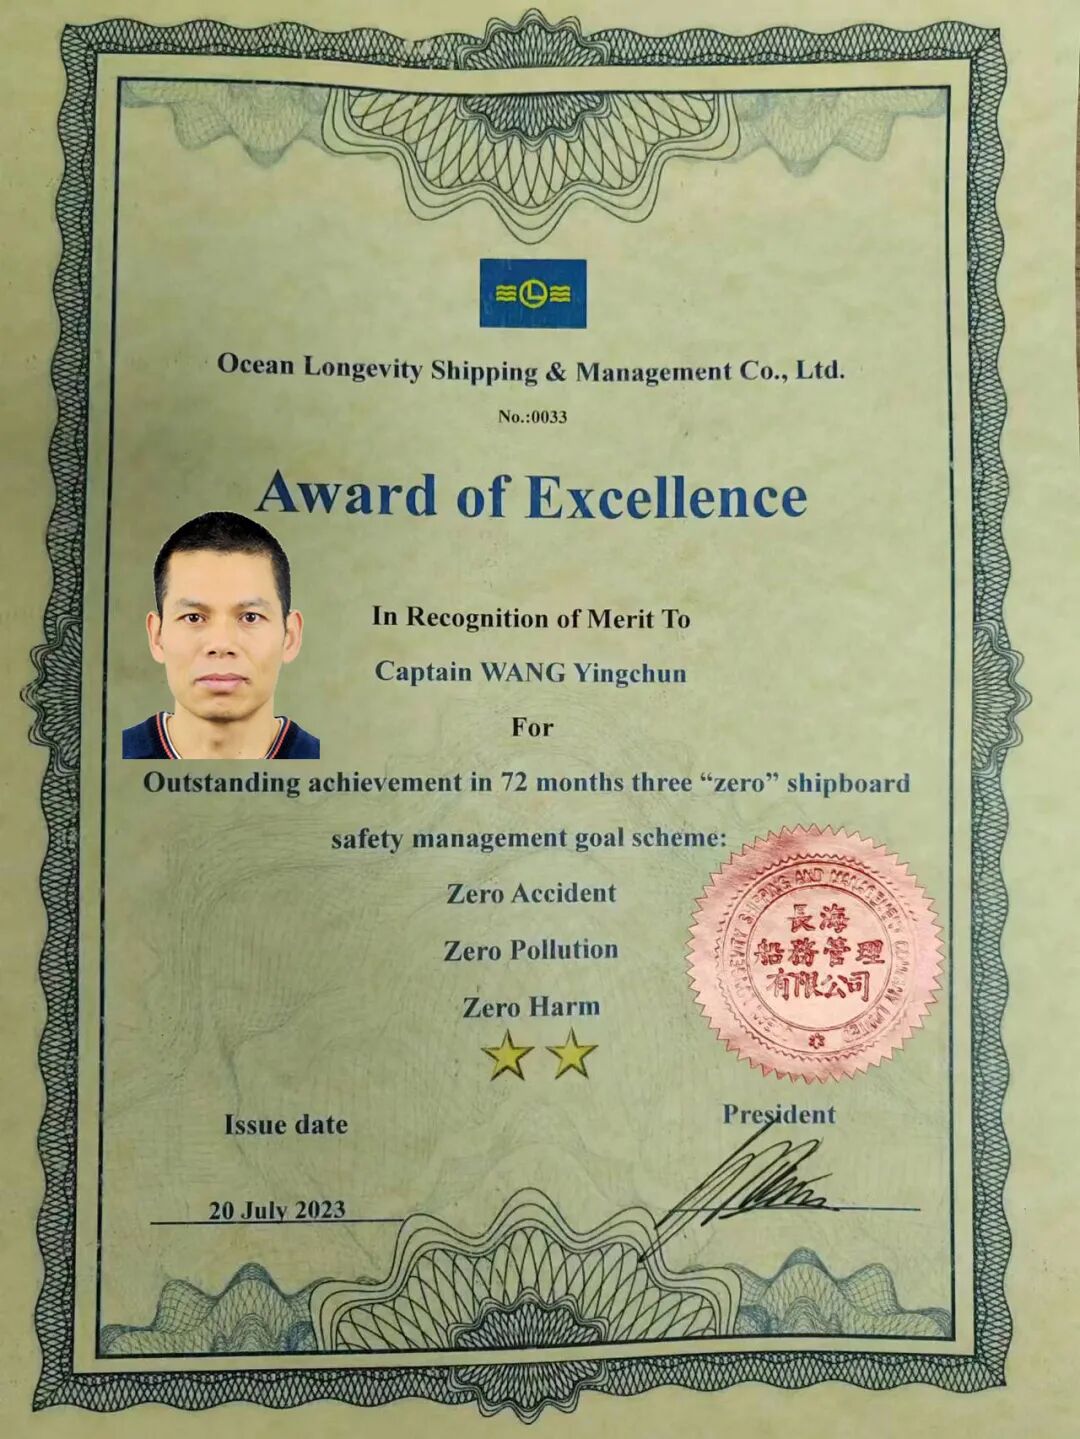 Ocean Longevity Shipping & Management Co., Ltd.
No.:0033
Award of Excellence
In Recognition of Merit To
Captain WANG Yingchun
For
Outstanding achievement in 72 months three “zero” shipboard
safety management goal scheme:
Zero Accident
Zero Pollution
Zero Harm
長海
船務管理
有限公司
Issue date
President
20 July 2023